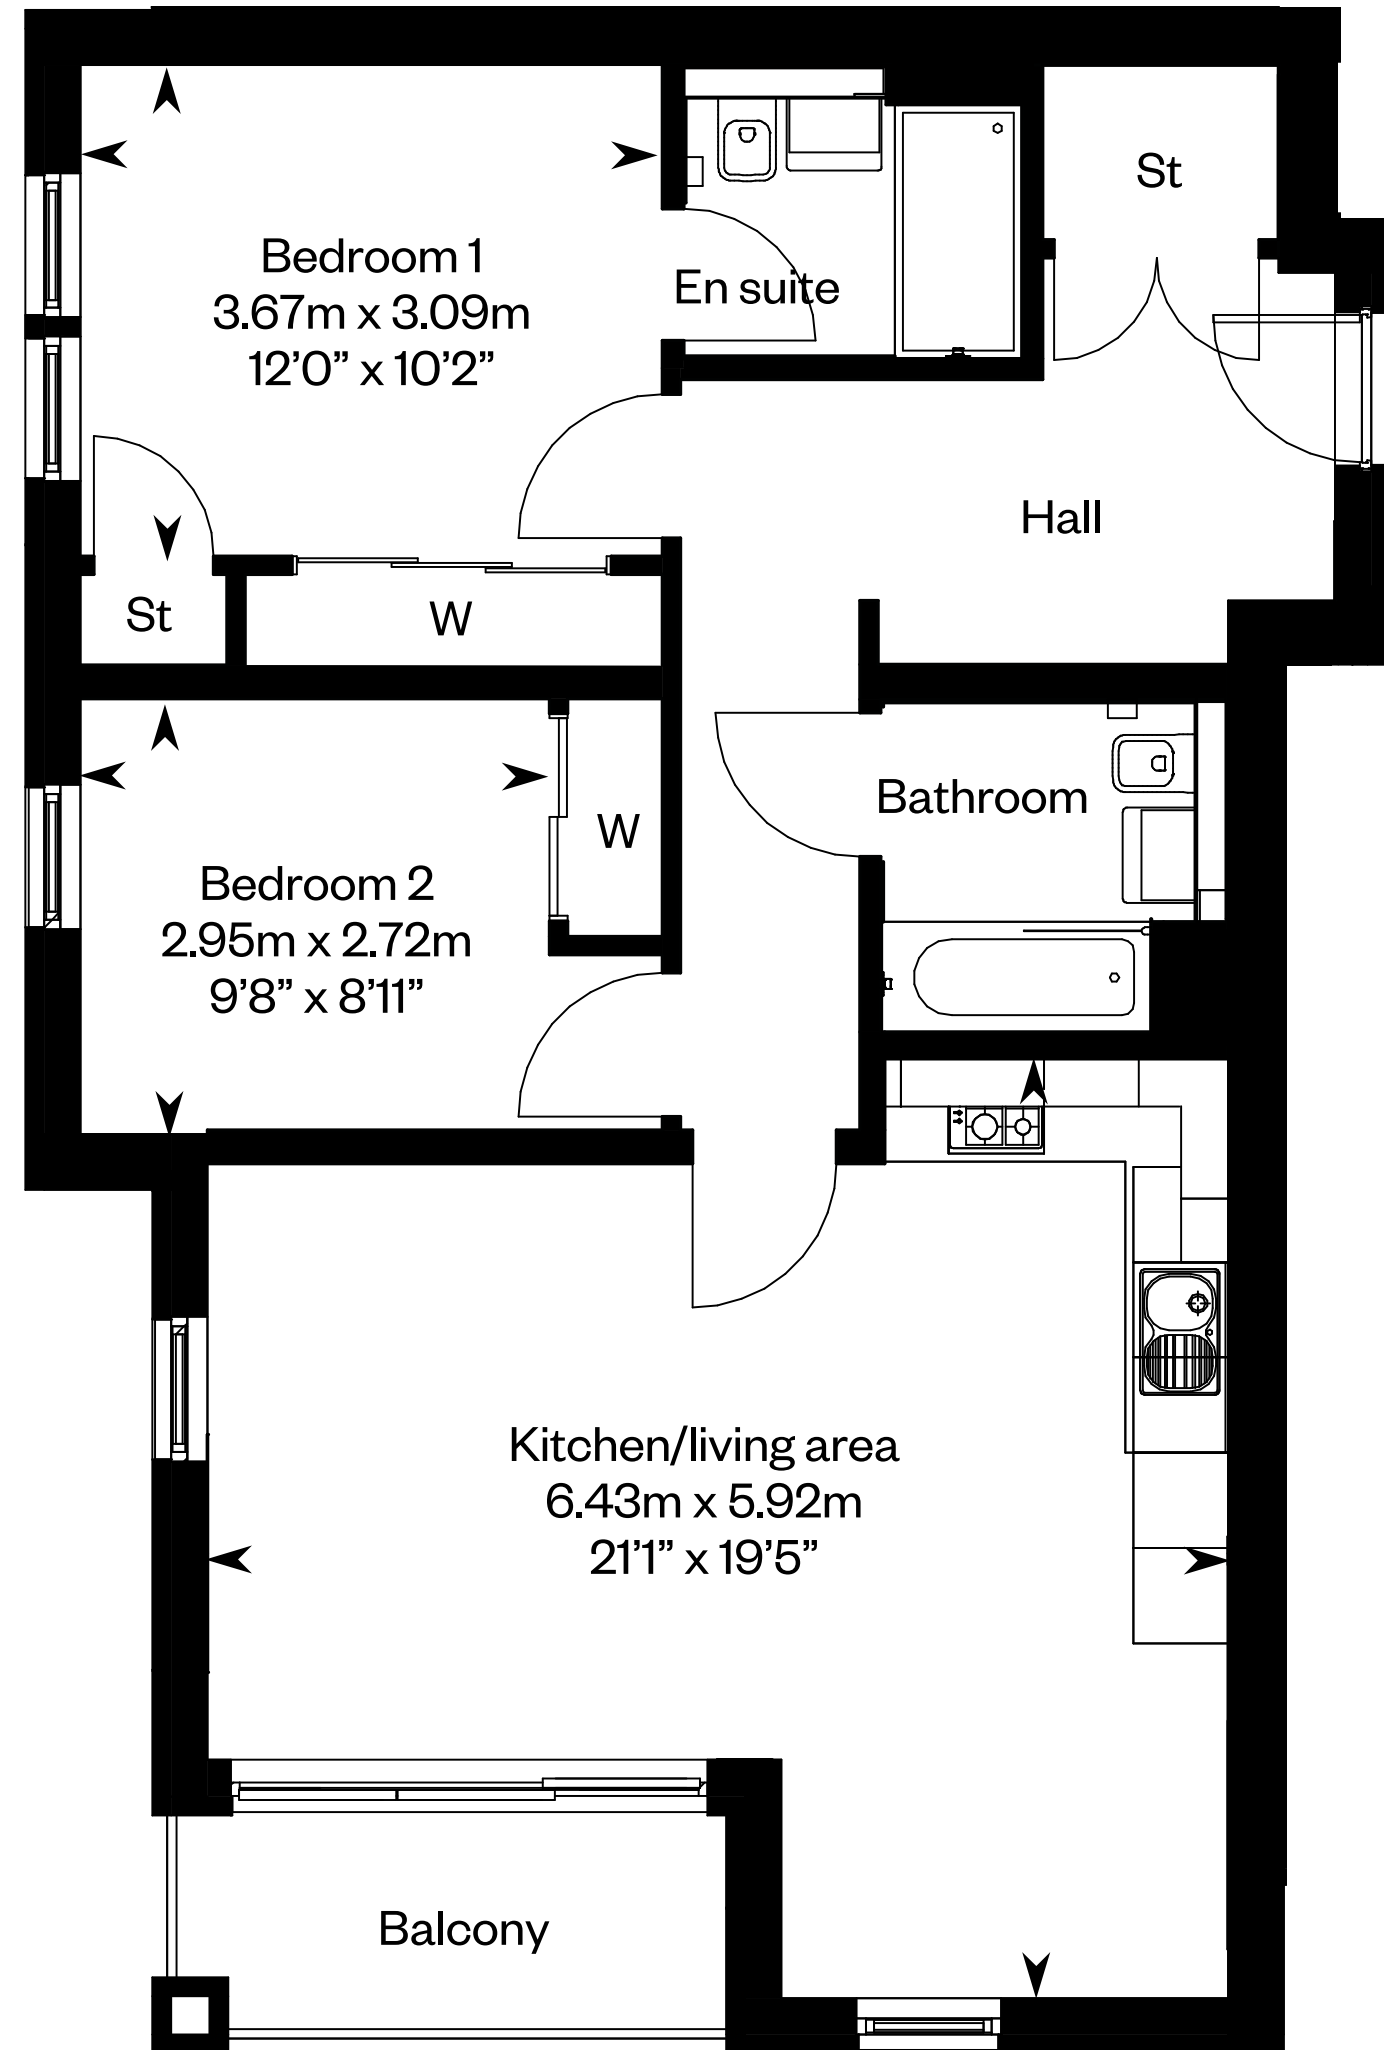 St
Bedroom 1
3.67m x 3.09m
12’0” x 10’2”
En suite
Hall
St
W
Bathroom
W
Bedroom 2
2.95m x 2.72m
9’8” x 8’11”
Kitchen/living area
6.43m x 5.92m
21’1” x 19’5”
Balcony